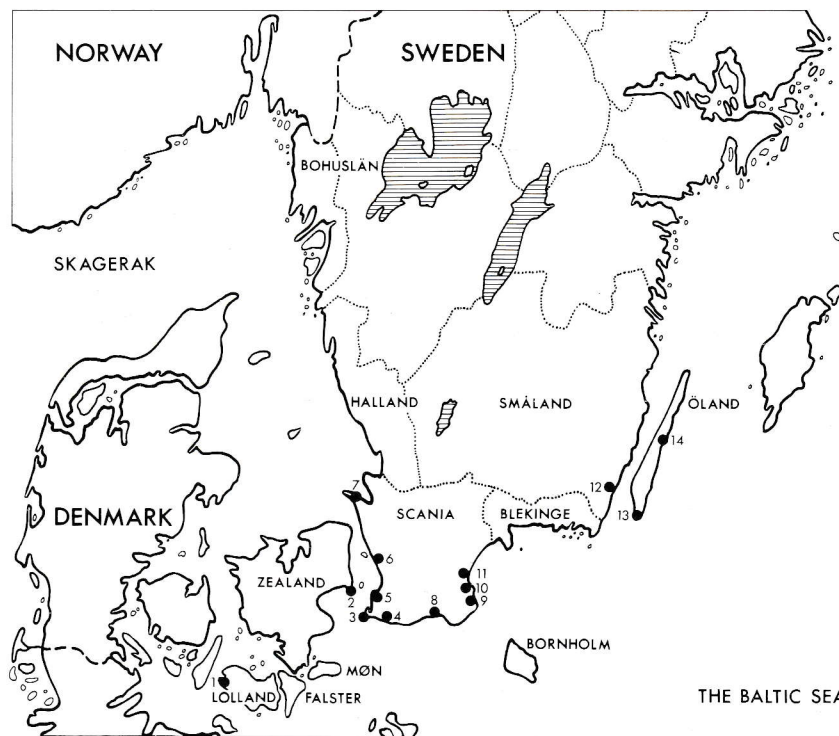 NORWAY
SWEDEN
BOHUSLÄN
SKAGERAK
HALLAND
SMÅLAND
ÖLAND
14
12
7
13
SCANIA
BLEKINGE
DENMARK
6
11
ZEALAND
10
2
5
9
8
3
4
BORNHOLM
MØN
1
LOLLAND
FALSTER
THE BALTIC SEA